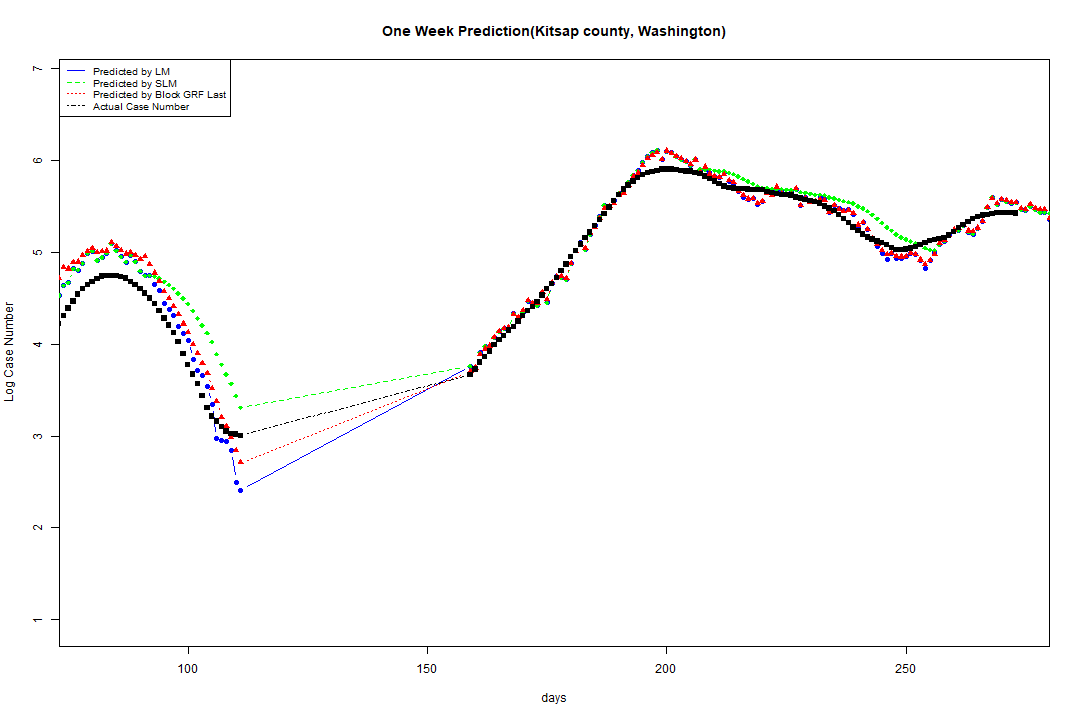 One Week Prediction(Kitsap county, Washington)
Predicted by LM
Predicted by SLM
Predicted by Block GRF Last
Actual Case Number
7
6
5
4
3
2
1
Log Case Number
100 150 200 250
days